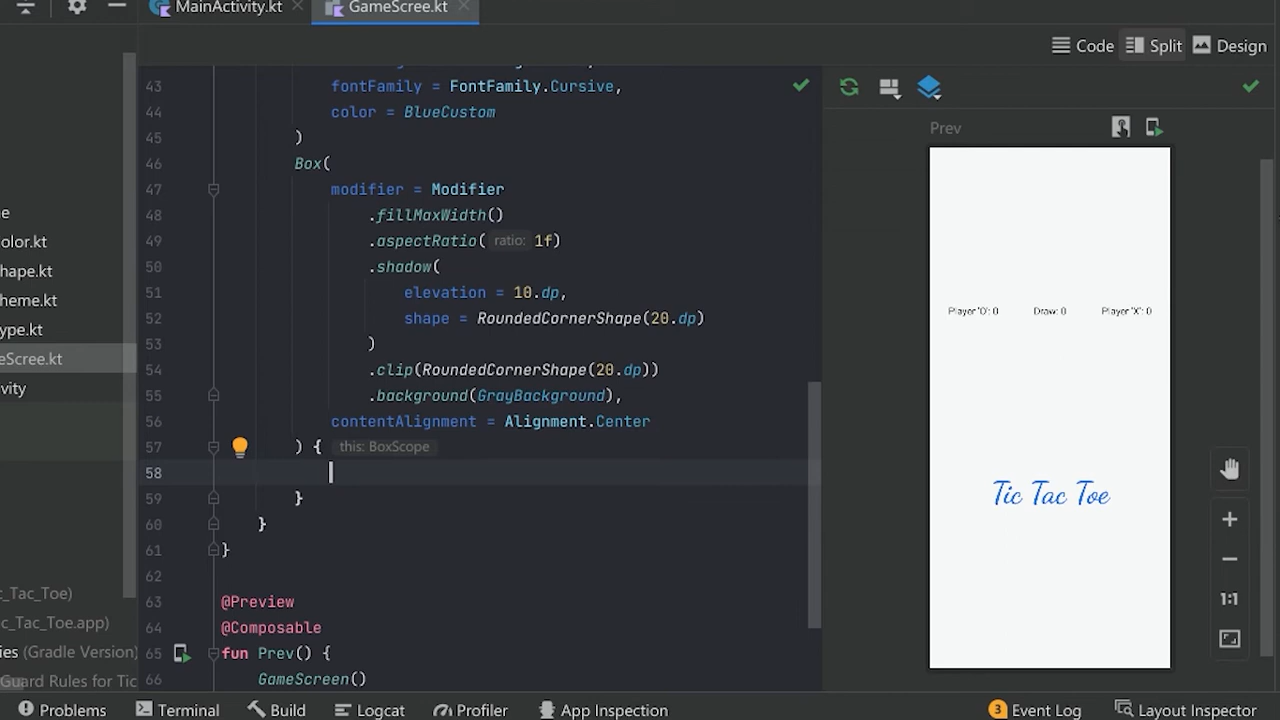 MainActivity.kt
GameScree.kt
Code
Split
Design
43 fontFamily = FontFamily.Cursive,
44 color = BlueCustom
45 )
46 Box(
47 modifier = Modifier
48 .fillMaxWidth()
49 .aspectRatio( ratio: 1f)
50 .shadow(
51 elevation = 10.dp,
52 shape = RoundedCornerShape(20.dp)
53 )
54 .clip(RoundedCornerShape(20.dp))
55 .background(GrayBackground),
56 contentAlignment = Alignment.Center
57 ) { this: BoxScope
58
59 }
60 }
61 }
62
63 @Preview
64 @Composable
65 fun Prev() {
66 GameScreen()
e
olor.kt
hape.kt
heme.kt
ype.kt
eScree.kt
ivity
c_Tac_Toe)
c_Tac_Toe.app)
ies (Gradle Version)
Guard Rules for Tic
Prev
Player 'O': 0
Draw: 0
Player 'X': 0
Tic Tac Toe
1:1
Problems
Terminal
Build
Logcat
Profiler
App Inspection
3 Event Log
Layout Inspector